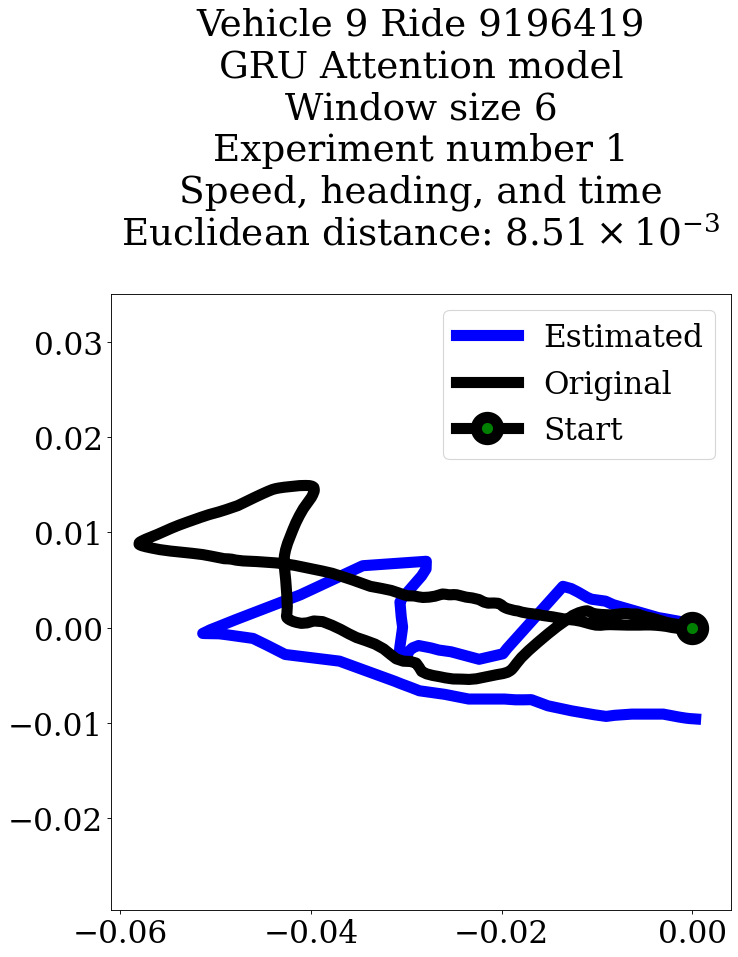 Vehicle 9 Ride 9196419
GRU Attention model
Window size 6
Experiment number 1
Speed, heading, and time
Euclidean distance: 8.51 × 10⁻³
Estimated
Original
Start
0.03
0.02
0.01
0.00
−0.01
−0.02
−0.06 −0.04 −0.02 0.00